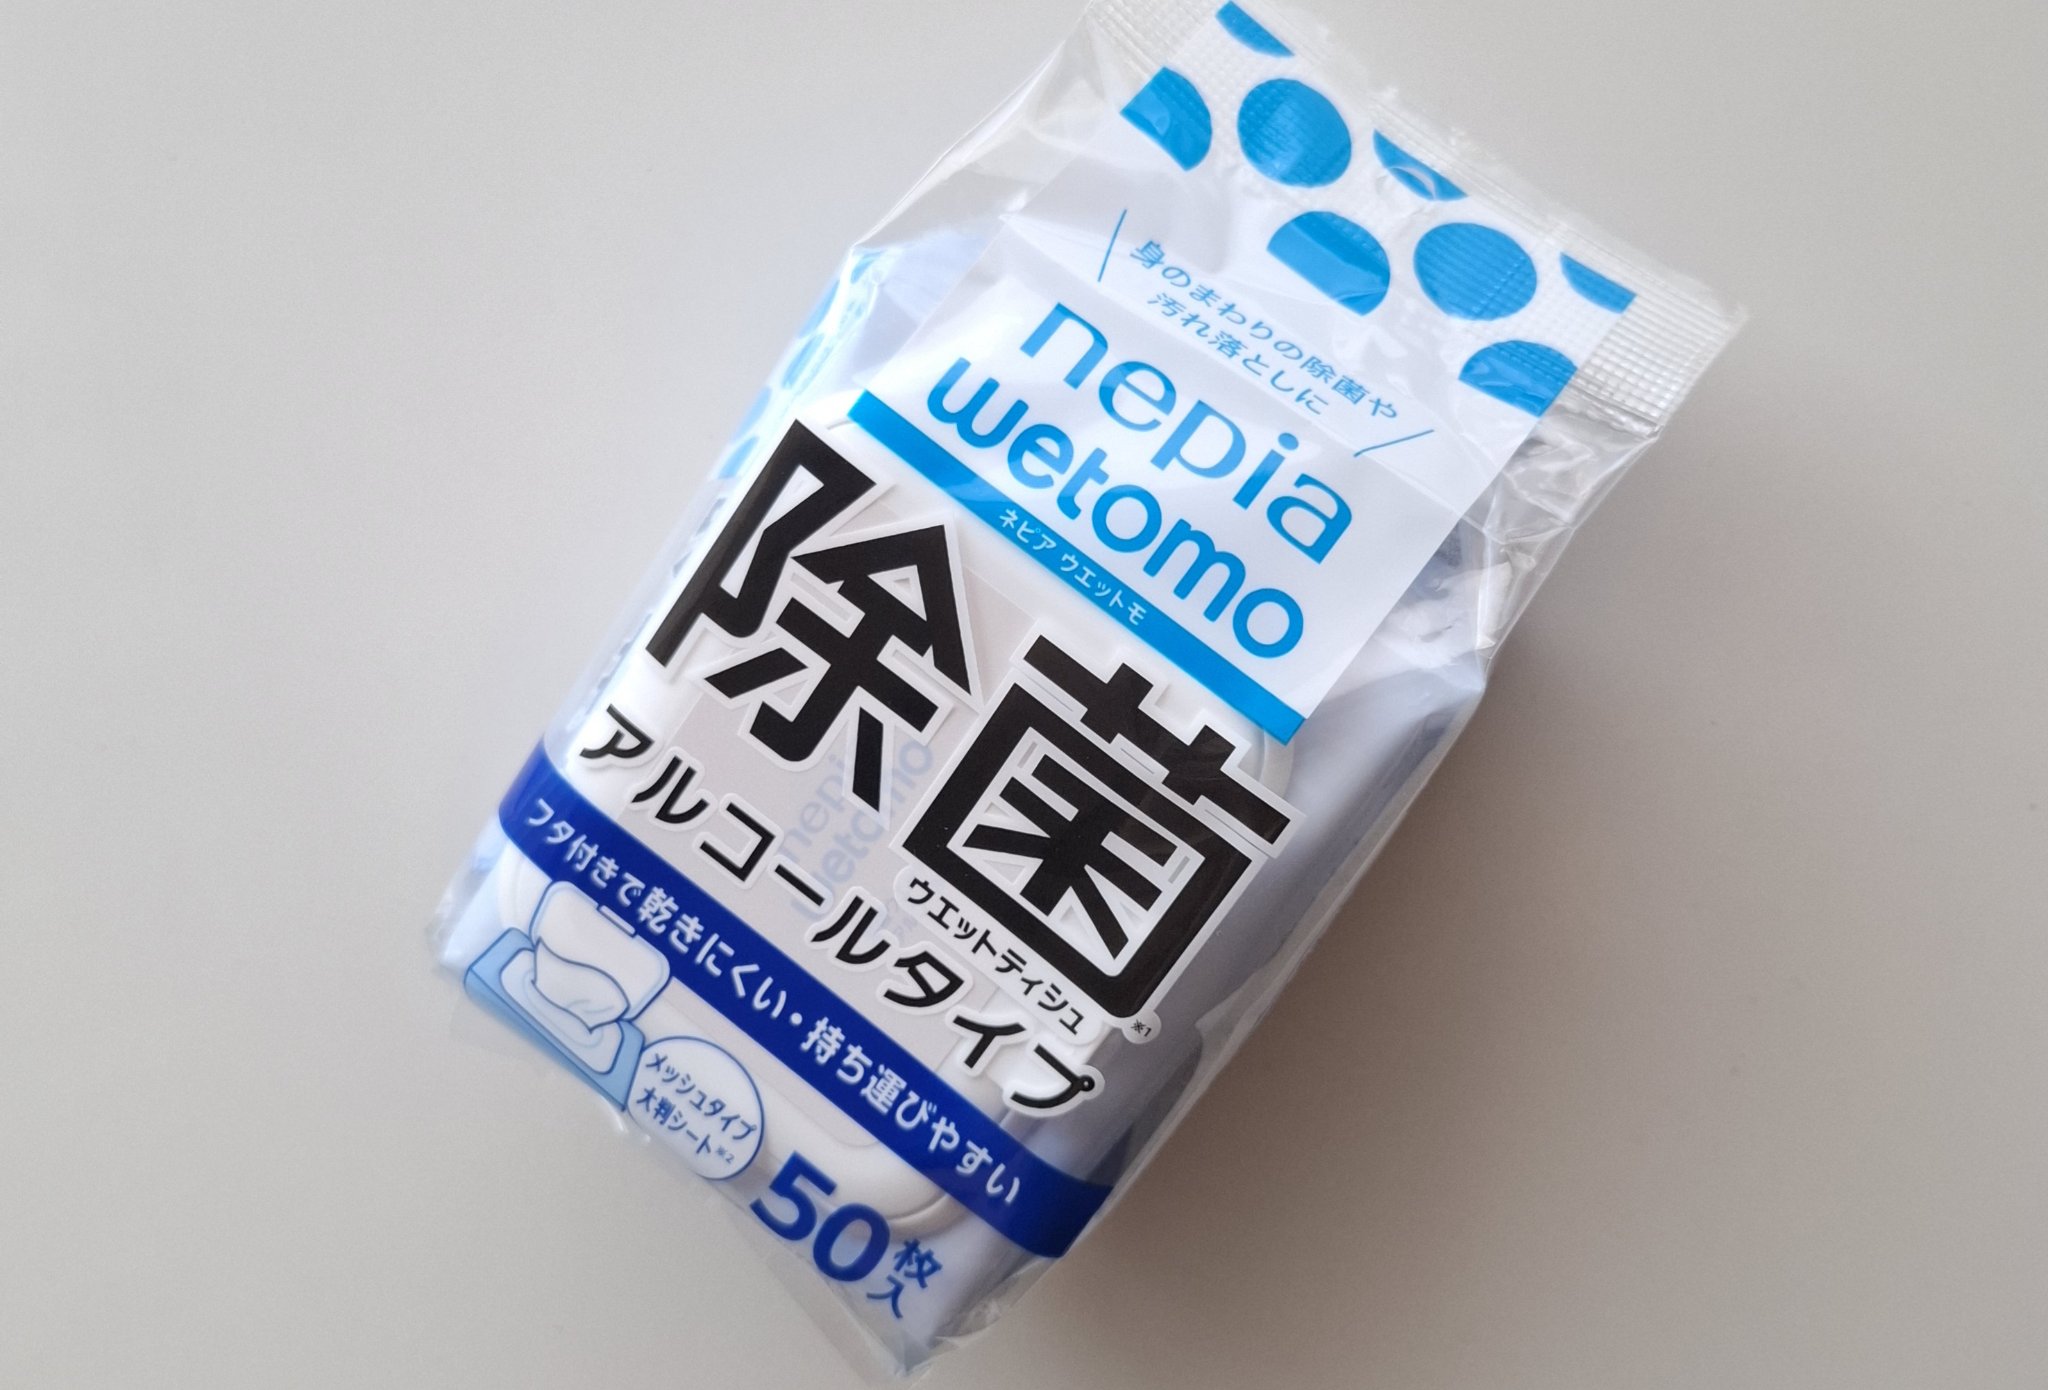 身のまわりの除菌や
汚れ落としに
nepia
wetomo
ネピア ウエットモ
除菌
ウエットティシュ
※1
アルコールタイプ
フタ付きで乾きにくい・持ち運びやすい
メッシュタイプ
大判シート※2
50枚入
nepia
wetomo